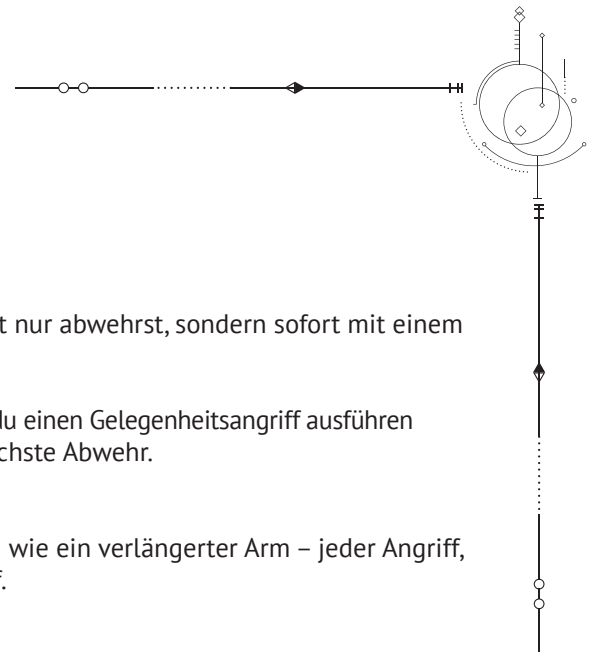 t nur abwehrst, sondern sofort mit einem
du einen Gelegenheitsangriff ausführen
chste Abwehr.
wie ein verlängerter Arm – jeder Angriff,